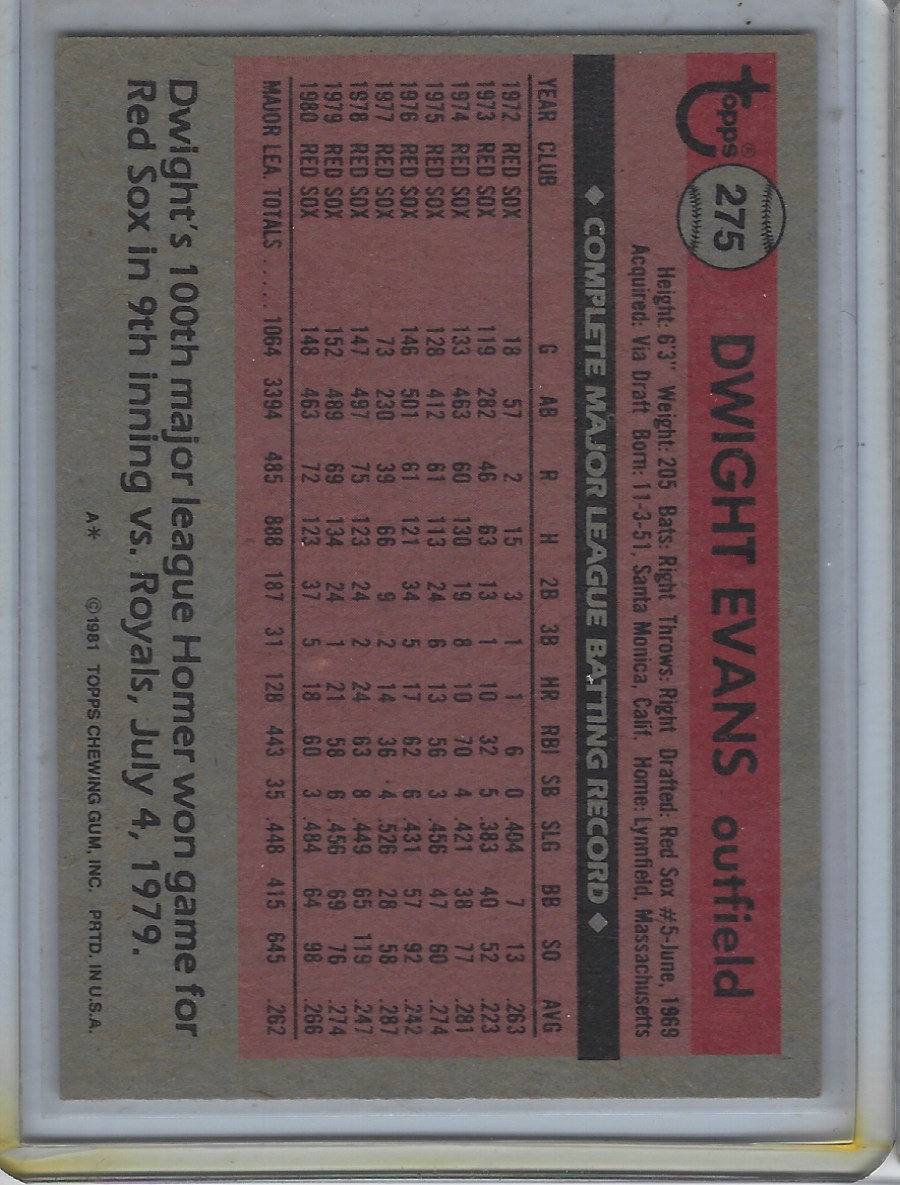 Topps® 275 DWIGHT EVANS outfield
Height: 6'3" Weight: 205 Bats: Right Throws: Right Drafted: Red Sox #5-June, 1969
Acquired: Via Draft Born: 11-3-51, Santa Monica, Calif. Home: Lynnfield, Massachusetts
◆ COMPLETE MAJOR LEAGUE BATTING RECORD ◆
YEAR CLUB G AB R H 2B 3B HR RBI SB SLG BB SO AVG
1972 RED SOX 18 57 2 15 3 1 1 6 0 .404 7 13 .263
1973 RED SOX 119 282 46 63 13 1 10 32 5 .383 40 52 .223
1974 RED SOX 133 463 60 130 19 8 10 70 4 .421 38 77 .281
1975 RED SOX 128 412 61 113 24 6 13 56 3 .456 47 60 .274
1976 RED SOX 146 501 61 121 34 5 17 62 6 .431 57 92 .242
1977 RED SOX 73 230 39 66 9 2 14 36 4 .526 28 58 .287
1978 RED SOX 147 497 75 123 24 2 24 63 8 .449 65 119 .247
1979 RED SOX 152 489 69 134 24 1 21 58 6 .456 69 76 .274
1980 RED SOX 148 463 72 123 37 5 18 60 3 .484 64 98 .266
MAJOR LEA. TOTALS ..... 1064 3394 485 888 187 31 128 443 35 .448 415 645 .262
Dwight's 100th major league Homer won game for
Red Sox in 9th inning vs. Royals, July 4, 1979.
A* ©1981 TOPPS CHEWING GUM, INC. PRTD. IN U.S.A.